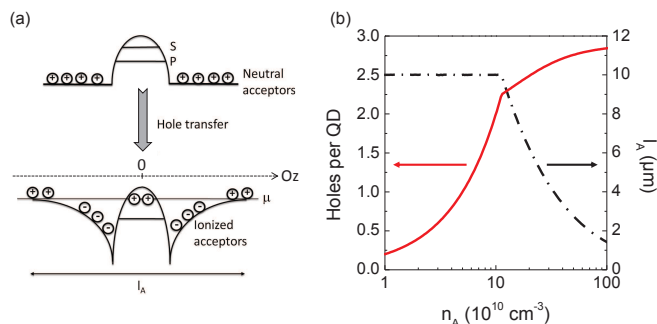 (a)
S
P
Neutral
acceptors
Hole transfer
0
Oz
μ
Ionized
acceptors
l_A
(b)
Holes per QD
3.0
2.5
2.0
1.5
1.0
0.5
0.0
1
10
100
n_A (10^10 cm^-3)
12
10
8
6
4
2
0
l_A (μm)